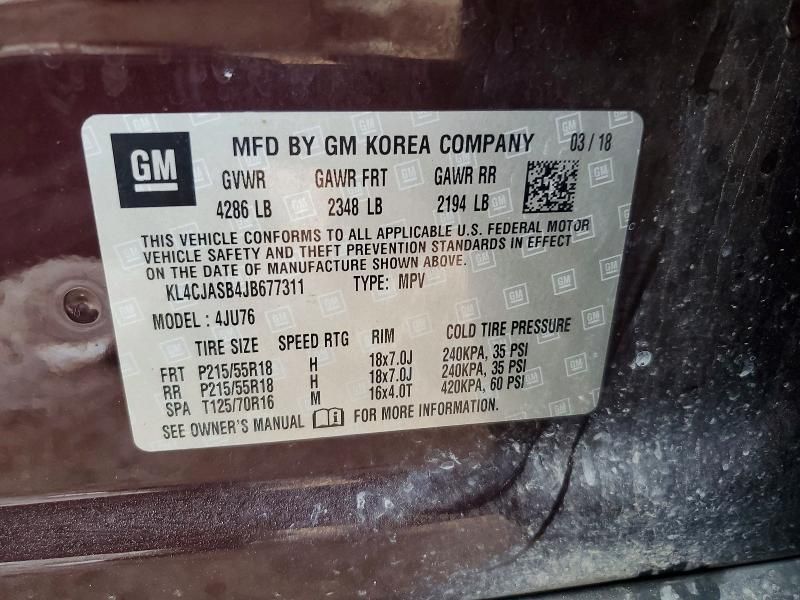 GM MFD BY GM KOREA COMPANY 03 / 18
GVWR GAWR FRT GAWR RR
4286 LB 2348 LB 2194 LB
THIS VEHICLE CONFORMS TO ALL APPLICABLE U.S. FEDERAL MOTOR
VEHICLE SAFETY AND THEFT PREVENTION STANDARDS IN EFFECT
ON THE DATE OF MANUFACTURE SHOWN ABOVE.
KL4CJASB4JB677311 TYPE: MPV
MODEL : 4JU76
TIRE SIZE SPEED RTG RIM COLD TIRE PRESSURE
FRT P215/55R18 H 18x7.0J 240KPA, 35 PSI
RR P215/55R18 H 18x7.0J 240KPA, 35 PSI
SPA T125/70R16 M 16x4.0T 420KPA, 60 PSI
SEE OWNER'S MANUAL FOR MORE INFORMATION.